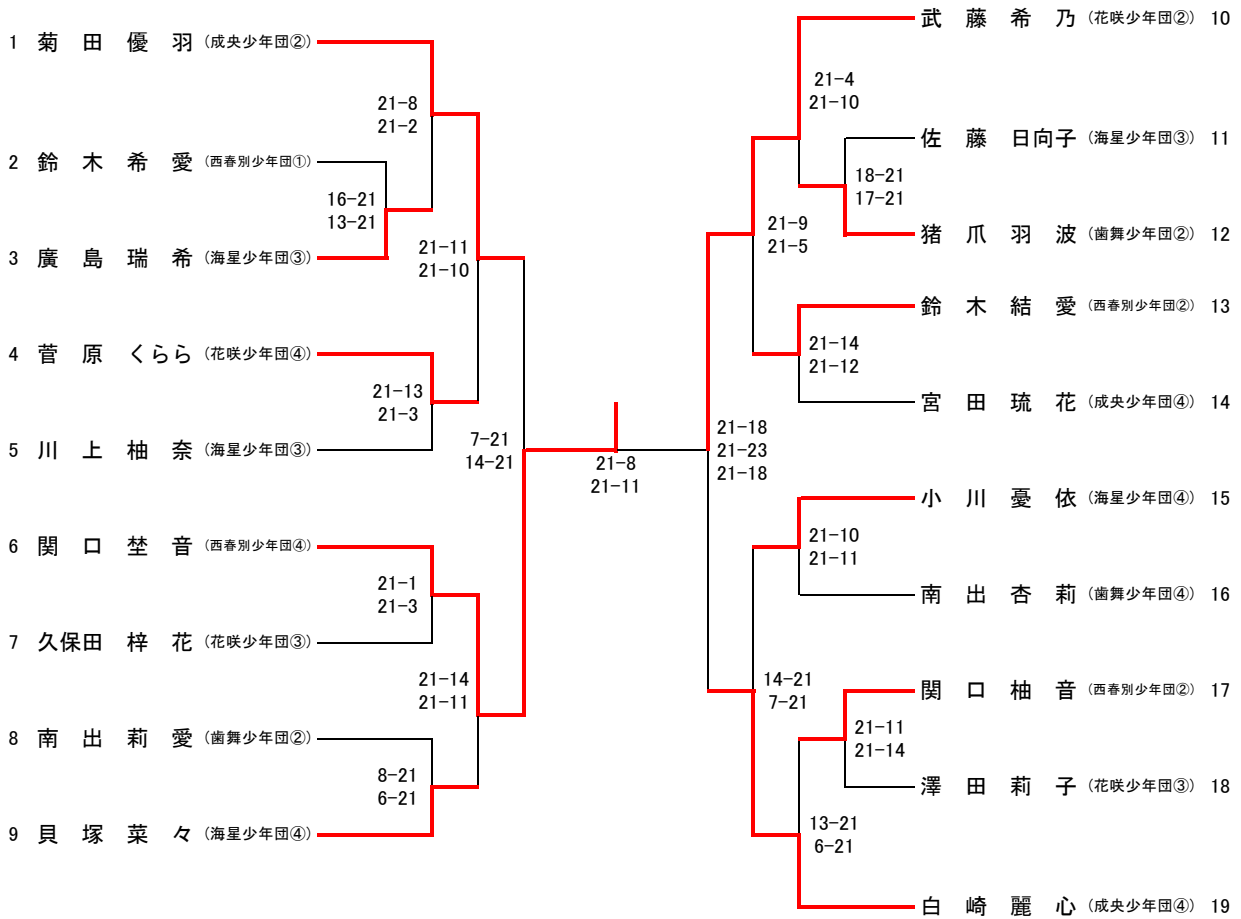 1 菊 田 優 羽 (成央少年団②)
21-8
21-2
2 鈴 木 希 愛 (西春別少年団①)
16-21
13-21
3 廣 島 瑞 希 (海星少年団③)
21-11
21-10
4 菅 原 くらら (花咲少年団④)
21-13
21-3
5 川 上 柚 奈 (海星少年団③)
7-21
14-21
6 関 口 埜 音 (西春別少年団④)
21-1
21-3
7 久保田 梓 花 (花咲少年団③)
21-14
21-11
8 南 出 莉 愛 (歯舞少年団②)
8-21
6-21
9 貝 塚 菜 々 (海星少年団④)
21-8
21-11
武 藤 希 乃 (花咲少年団②) 10
21-4
21-10
佐 藤 日向子 (海星少年団③) 11
18-21
17-21
猪 爪 羽 波 (歯舞少年団②) 12
21-9
21-5
鈴 木 結 愛 (西春別少年団②) 13
21-14
21-12
宮 田 琉 花 (成央少年団④) 14
21-18
21-23
21-18
小 川 憂 依 (海星少年団④) 15
21-10
21-11
南 出 杏 莉 (歯舞少年団④) 16
14-21
7-21
関 口 柚 音 (西春別少年団②) 17
21-11
21-14
澤 田 莉 子 (花咲少年団③) 18
13-21
6-21
白 崎 麗 心 (成央少年団④) 19